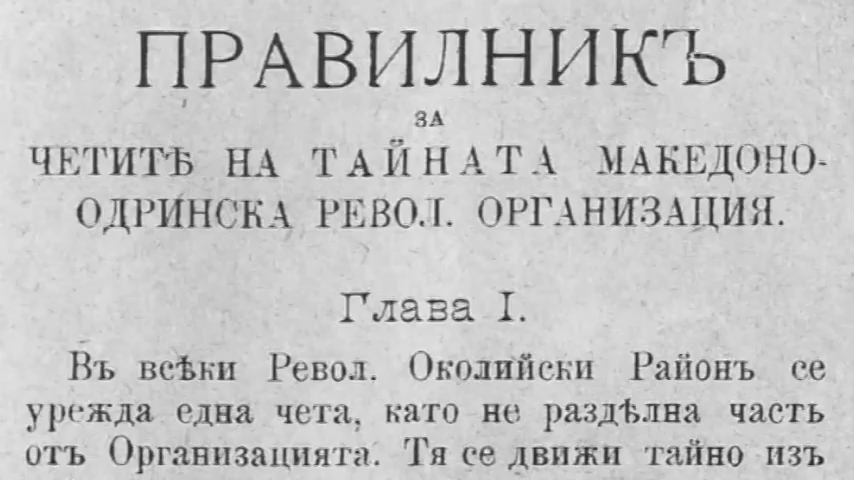 ПРАВИЛНИКЪ
ЗА
ЧЕТИТѢ НА ТАЙНАТА МАКЕДОНО-
ОДРИНСКА РЕВОЛ. ОРГАНИЗАЦИЯ.
Глава I.
Въ всѣки Револ. Околийски Районъ се
урежда една чета, като не раздѣлна часть
отъ Организацията. Тя се движи тайно изъ